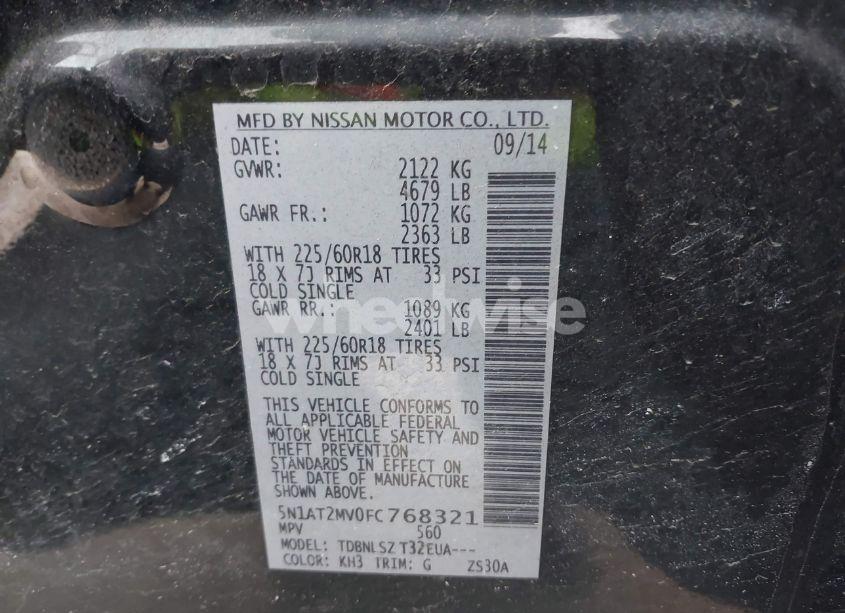 MFD BY NISSAN MOTOR CO., LTD.
DATE: 09/14
GVWR: 2122 KG
4679 LB
GAWR FR.: 1072 KG
2363 LB
WITH 225/60R18 TIRES
18 X 7J RIMS AT 33 PSI
COLD SINGLE
GAWR RR.: 1089 KG
2401 LB
WITH 225/60R18 TIRES
18 X 7J RIMS AT 33 PSI
COLD SINGLE
wheelwise
THIS VEHICLE CONFORMS TO
ALL APPLICABLE FEDERAL
MOTOR VEHICLE SAFETY AND
THEFT PREVENTION
STANDARDS IN EFFECT ON
THE DATE OF MANUFACTURE
SHOWN ABOVE.
5N1AT2MV0FC768321
MPV 560
MODEL: TDBNLSZ T32EUA---
COLOR: KH3 TRIM: G ZS30A